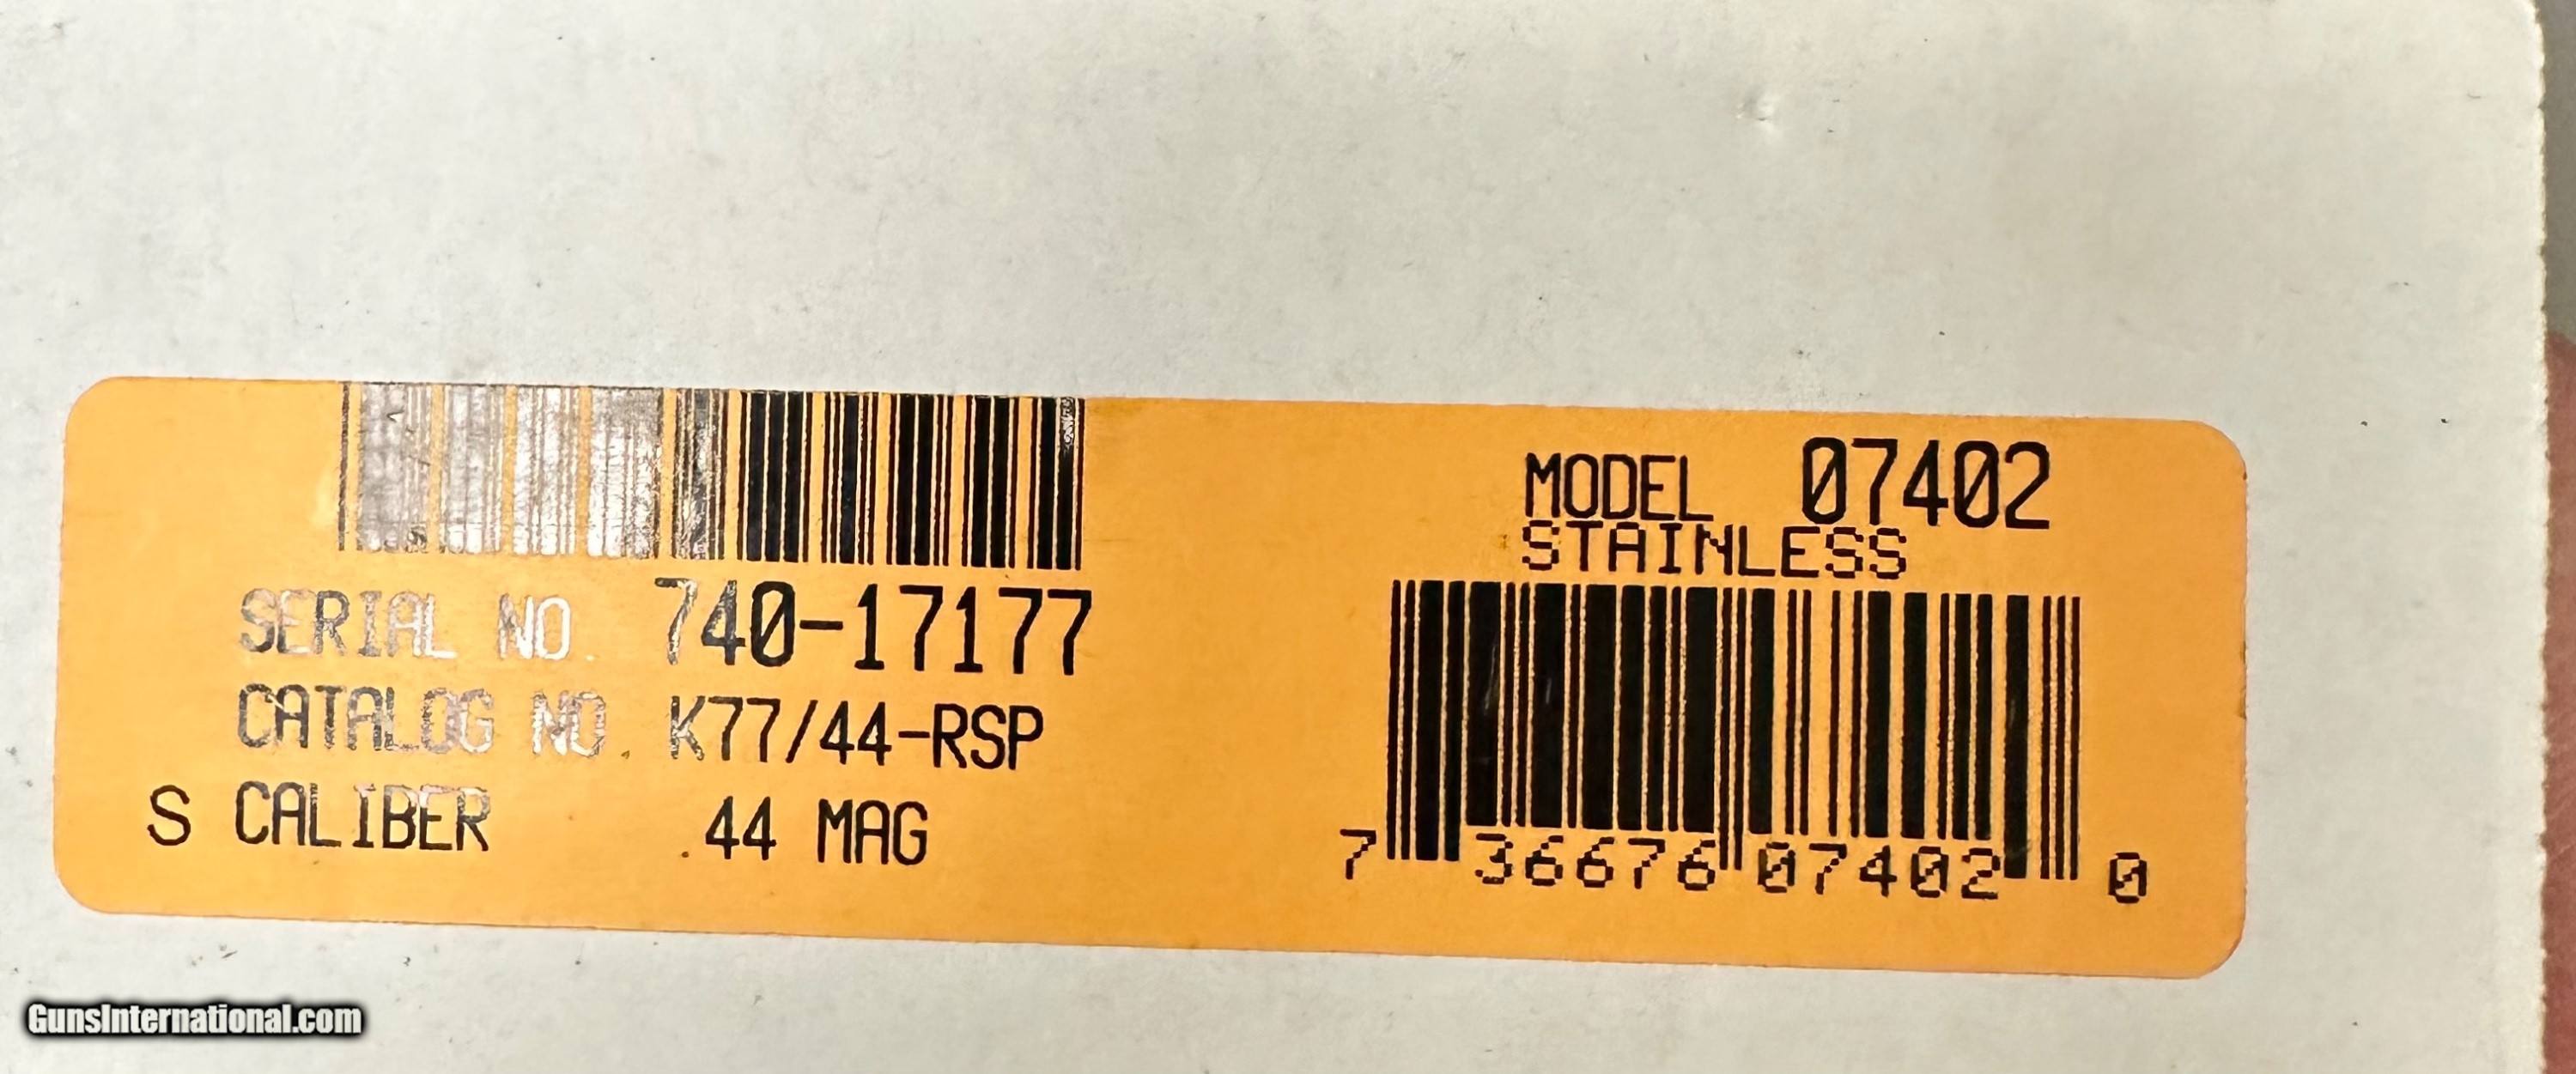 SERIAL NO. 740-17177
CATALOG NO. K77/44-RSP
S CALIBER .44 MAG
MODEL 07402
STAINLESS
7 36676 07402 0
GunsInternational.com